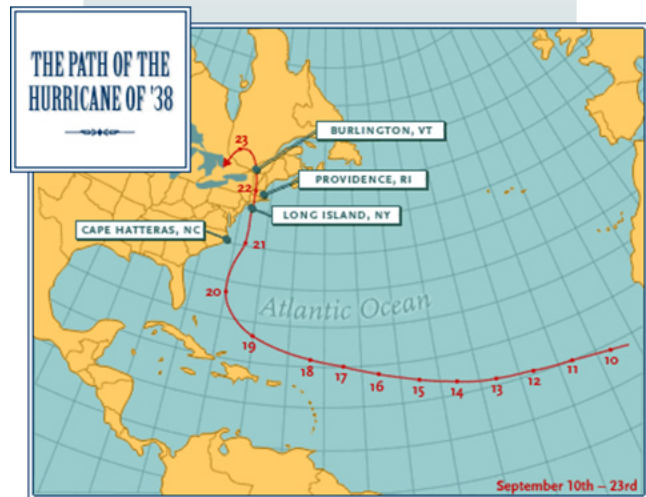 THE PATH OF THE
HURRICANE OF '38
23
BURLINGTON, VT
22
PROVIDENCE, RI
LONG ISLAND, NY
CAPE HATTERAS, NC
21
20
Atlantic Ocean
19
18
17
16
15
14
13
12
11
10
September 10th – 23rd